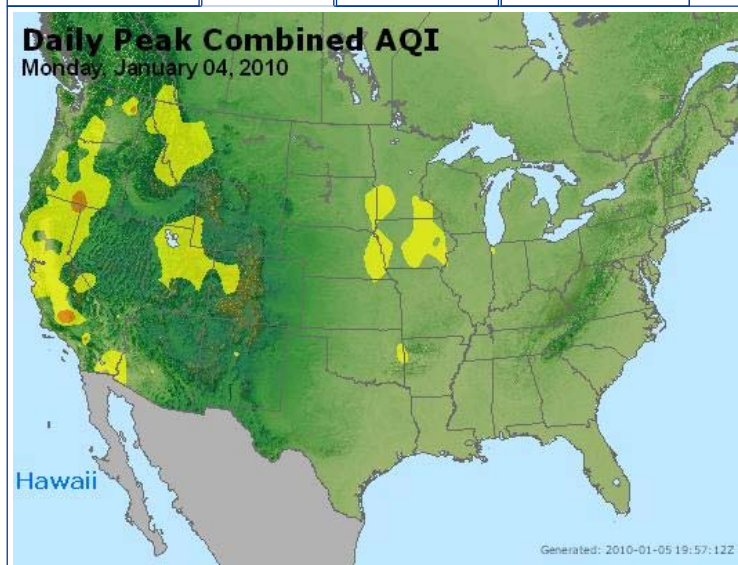 Daily Peak Combined AQI
Monday, January 04, 2010
Hawaii
Generated: 2010-01-05 19:57:12Z